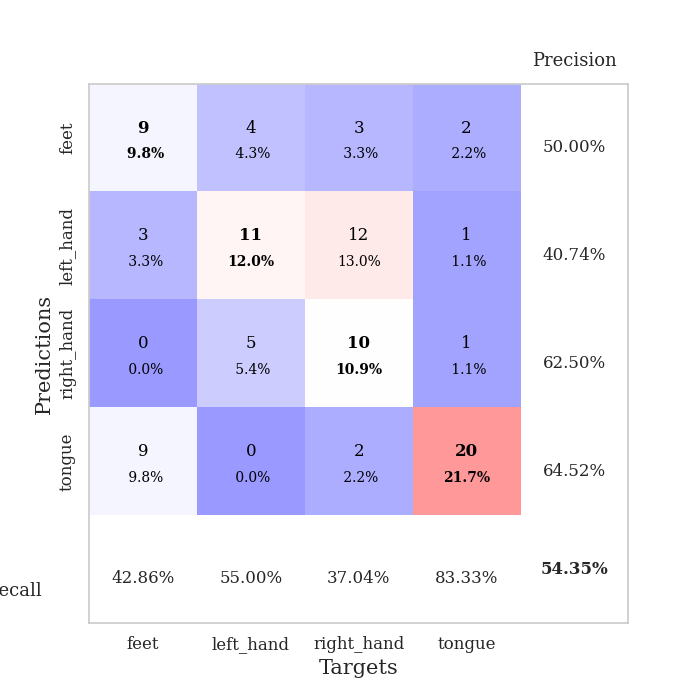 Precision
feet 9 4 3 2 50.00%
9.8% 4.3% 3.3% 2.2%
left_hand 3 11 12 1 40.74%
3.3% 12.0% 13.0% 1.1%
right_hand 0 5 10 1 62.50%
0.0% 5.4% 10.9% 1.1%
tongue 9 0 2 20 64.52%
9.8% 0.0% 2.2% 21.7%
Predictions
ecall 42.86% 55.00% 37.04% 83.33% 54.35%
feet left_hand right_hand tongue
Targets